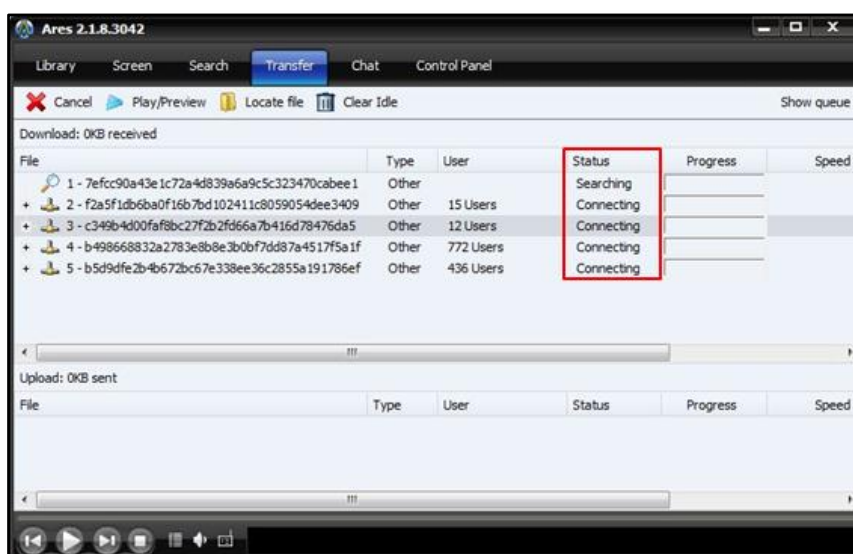 Ares 2.1.8.3042
Library Screen Search Transfer Chat Control Panel
Cancel Play/Preview Locate file Clear Idle Show queue
Download: 0KB received
File Type User Status Progress Speed
1 - 7efcc90a43e1c72a4d839a6a9c5c323470cabee1 Other Searching
+ 2 - f2a5f1db6ba0f16b7bd102411c8059054dee3409 Other 15 Users Connecting
+ 3 - c349b4d00faf8bc27f2b2fd66a7b416d78476da5 Other 12 Users Connecting
+ 4 - b498668832a2783e8b8e3b0bf7dd87a4517f5a1f Other 772 Users Connecting
+ 5 - b5d9dfe2b4b672bc67e338ee36c2855a191786ef Other 436 Users Connecting
Upload: 0KB sent
File Type User Status Progress Speed